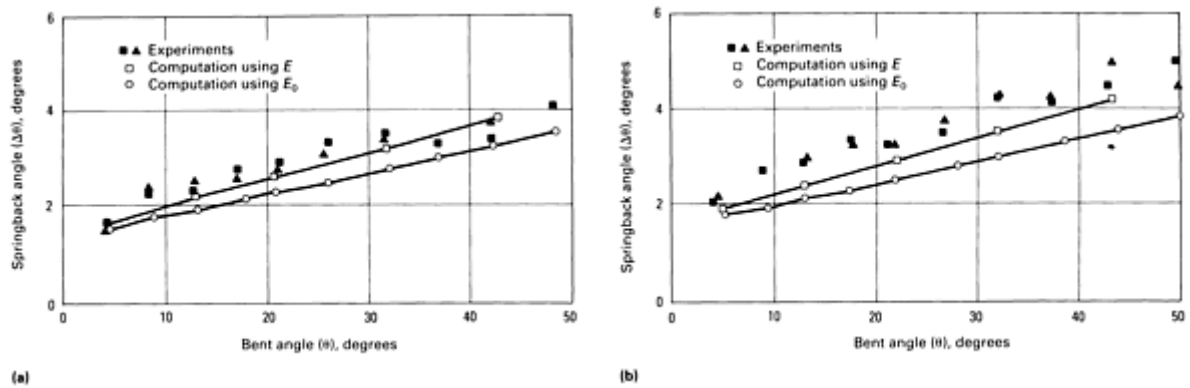 6
4
2
0
0 10 20 30 40 50
Springback angle (Δθ), degrees
Bent angle (θ), degrees
■ ▲ Experiments
□ Computation using E
○ Computation using E₀
(a)
6
4
2
0
0 10 20 30 40 50
Springback angle (Δθ), degrees
Bent angle (θ), degrees
■ ▲ Experiments
□ Computation using E
○ Computation using E₀
(b)